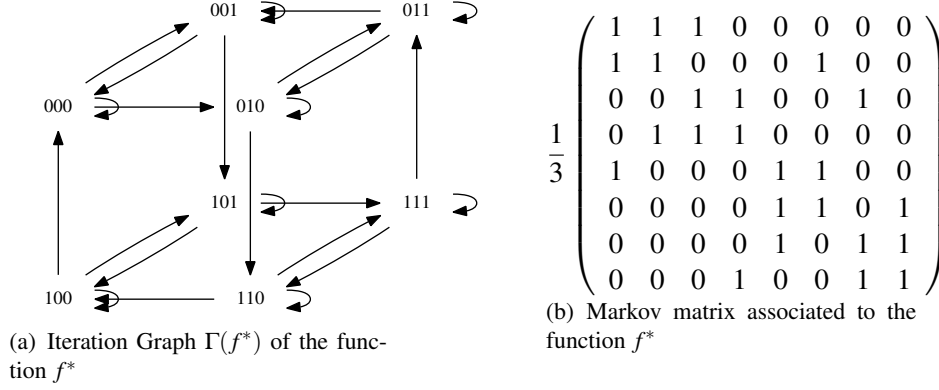 001 011
000 010
101 111
100 110
(a) Iteration Graph Γ(f*) of the func-
tion f*
1/3
1 1 1 0 0 0 0 0
1 1 0 0 0 1 0 0
0 0 1 1 0 0 1 0
0 1 1 1 0 0 0 0
1 0 0 0 1 1 0 0
0 0 0 0 1 1 0 1
0 0 0 0 1 0 1 1
0 0 0 1 0 0 1 1
(b) Markov matrix associated to the
function f*